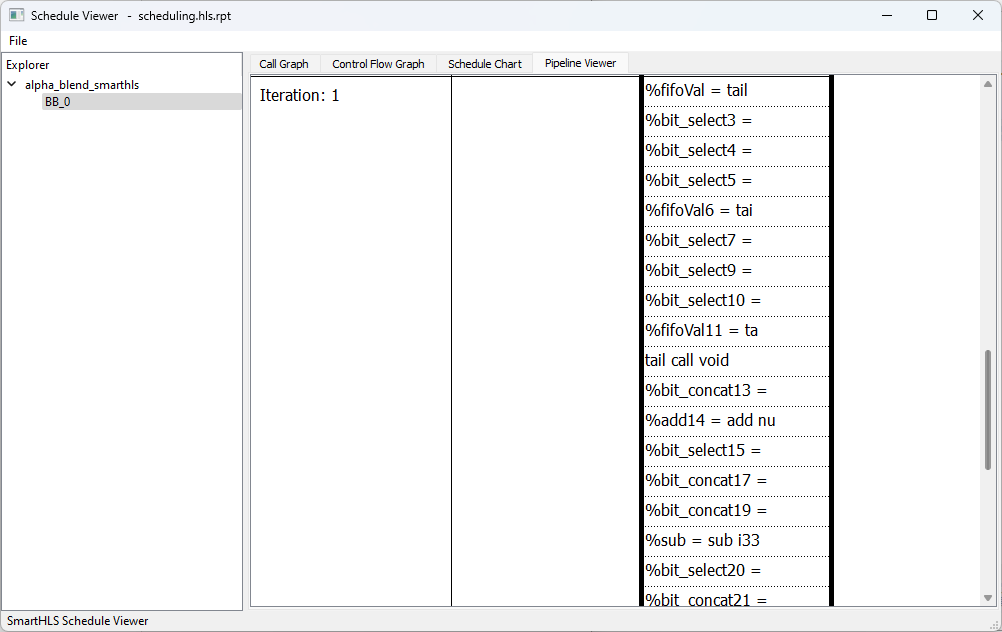 Schedule Viewer - scheduling.hls.rpt
File
Explorer
alpha_blend_smarthls
BB_0
Call Graph Control Flow Graph Schedule Chart Pipeline Viewer
Iteration: 1
%fifoVal = tail
%bit_select3 =
%bit_select4 =
%bit_select5 =
%fifoVal6 = tai
%bit_select7 =
%bit_select9 =
%bit_select10 =
%fifoVal11 = ta
tail call void
%bit_concat13 =
%add14 = add nu
%bit_select15 =
%bit_concat17 =
%bit_concat19 =
%sub = sub i33
%bit_select20 =
%bit_concat21 =
SmartHLS Schedule Viewer